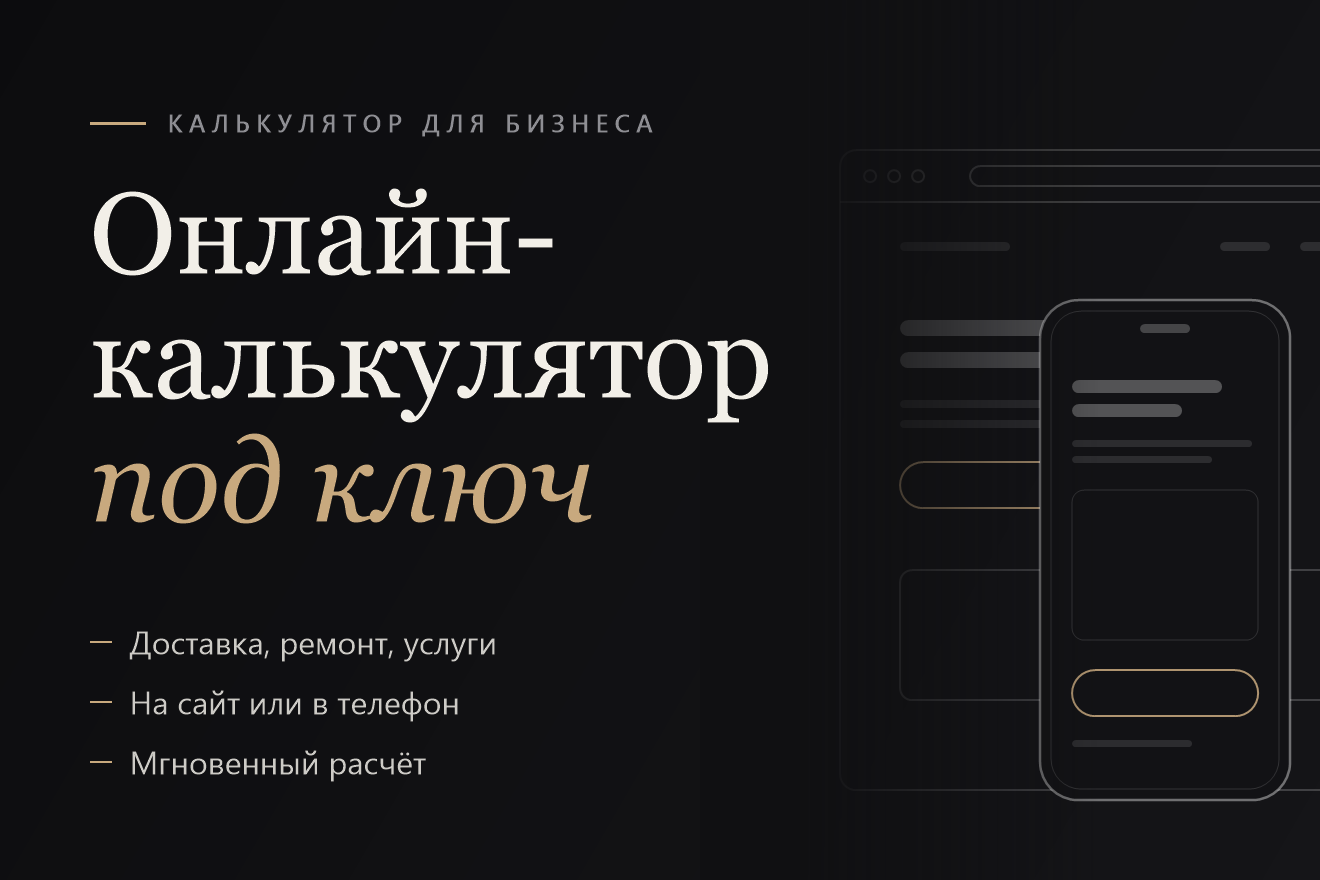 КАЛЬКУЛЯТОР ДЛЯ БИЗНЕСА
Онлайн-
калькулятор
под ключ
Доставка, ремонт, услуги
На сайт или в телефон
Мгновенный расчёт